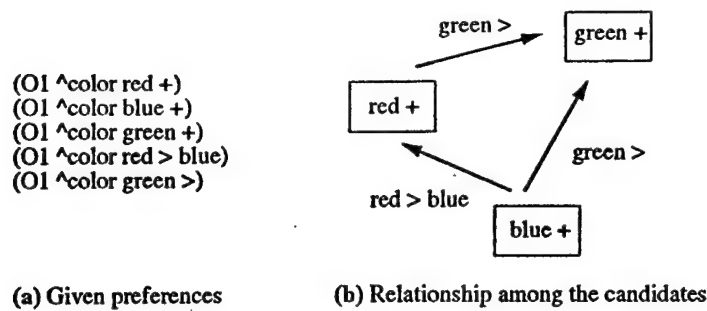 (O1 ^color red +)
(O1 ^color blue +)
(O1 ^color green +)
(O1 ^color red > blue)
(O1 ^color green >)
(a) Given preferences
green >
green +
red +
green >
red > blue
blue +
(b) Relationship among the candidates